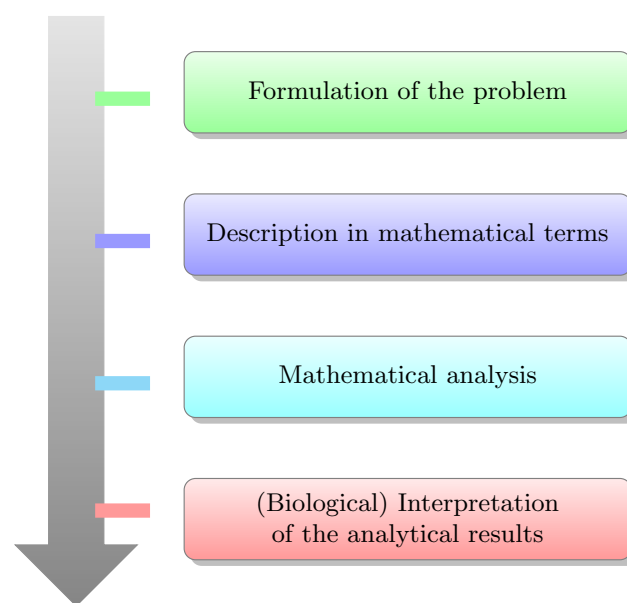 Formulation of the problem
Description in mathematical terms
Mathematical analysis
(Biological) Interpretation
of the analytical results